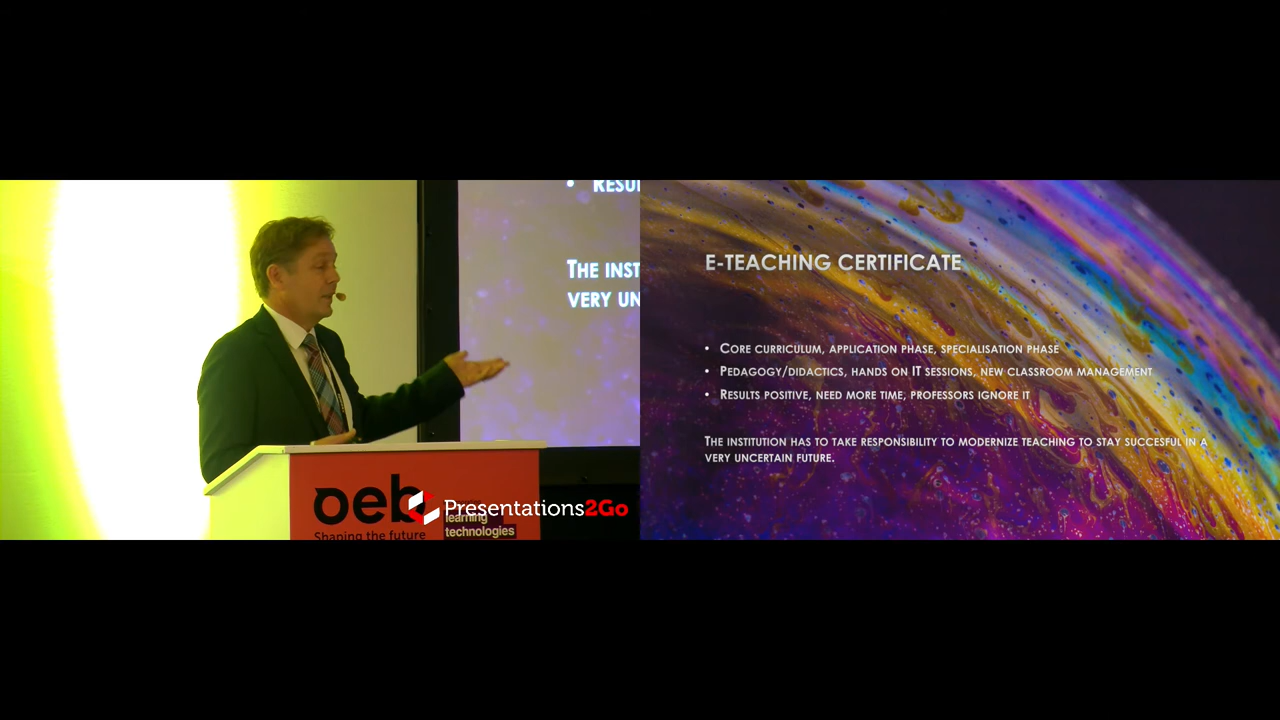 • RESU
THE INST
VERY UN
oeb
Shaping the future
learning
technologies
Presentations2Go
E-TEACHING CERTIFICATE
• CORE CURRICULUM, APPLICATION PHASE, SPECIALISATION PHASE
• PEDAGOGY/DIDACTICS, HANDS ON IT SESSIONS, NEW CLASSROOM MANAGEMENT
• RESULTS POSITIVE, NEED MORE TIME, PROFESSORS IGNORE IT
THE INSTITUTION HAS TO TAKE RESPONSIBILITY TO MODERNIZE TEACHING TO STAY SUCCESFUL IN A
VERY UNCERTAIN FUTURE.